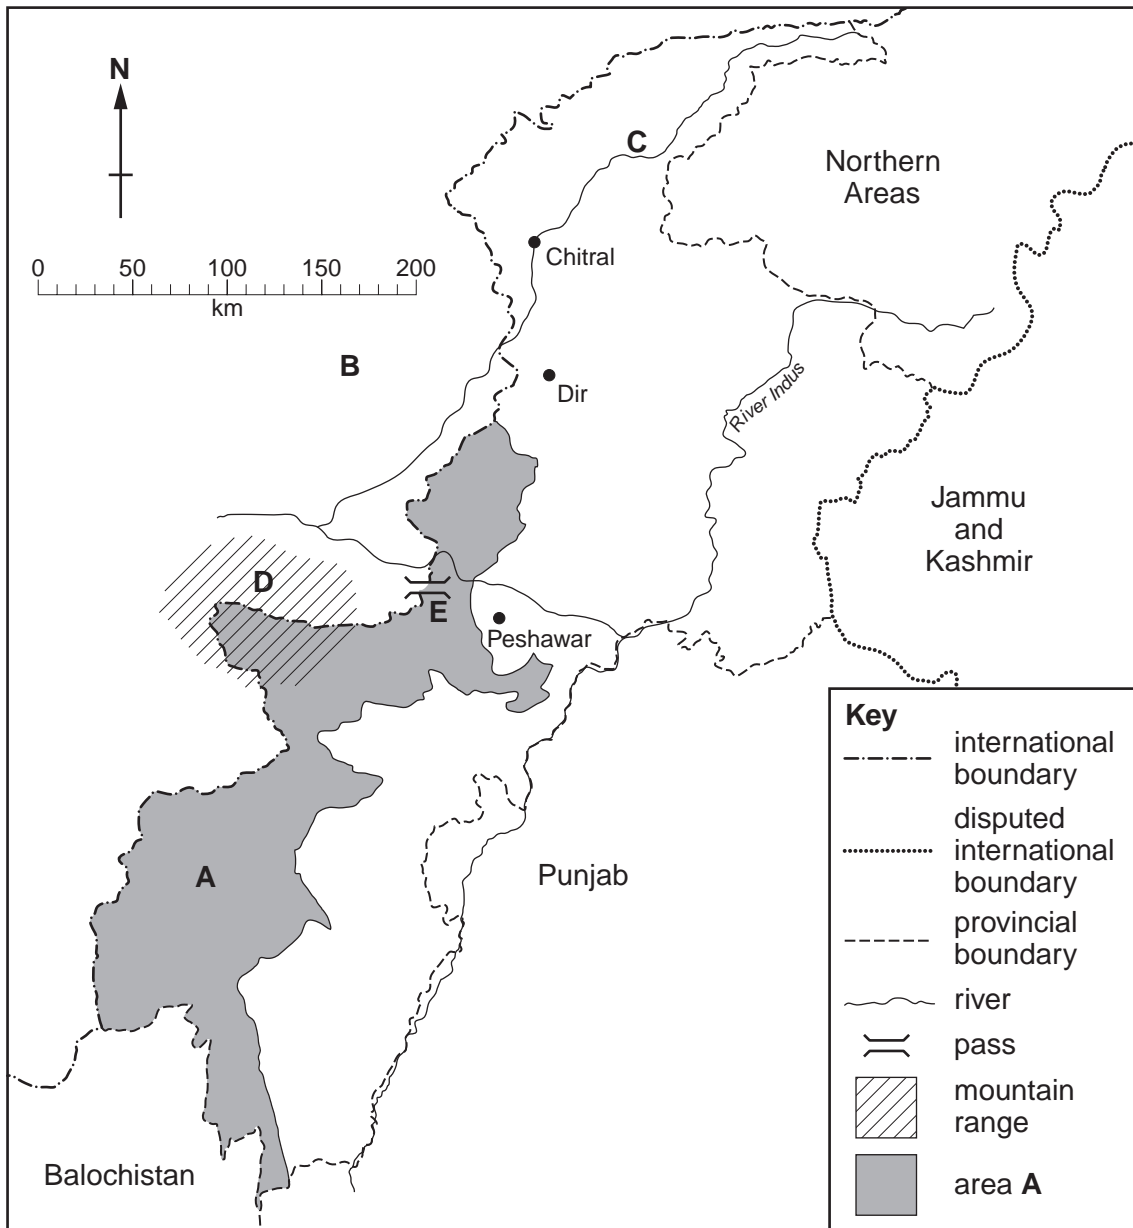 N
C
Northern
Areas
Chitral
0 50 100 150 200
km
B
Dir
River Indus
Jammu
and
Kashmir
D
E
Peshawar
A
Punjab
Balochistan
Key
international
boundary
disputed
international
boundary
provincial
boundary
river
pass
mountain
range
area A